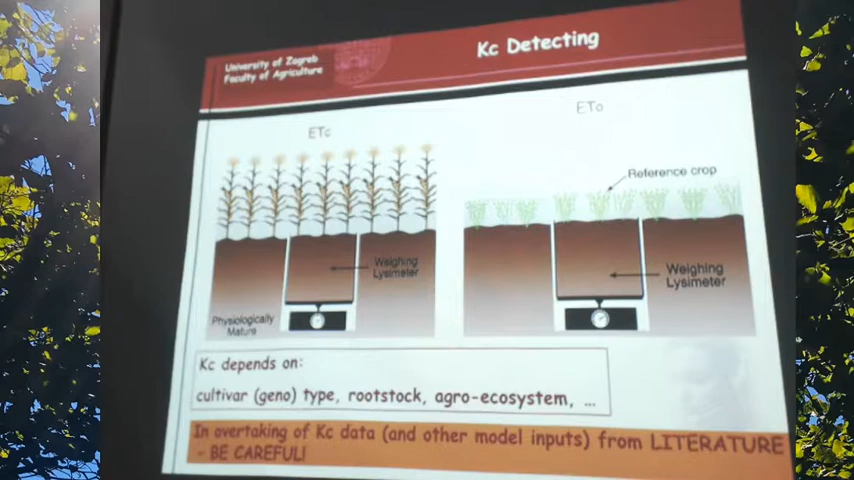 University of Zagreb
Faculty of Agriculture
Kc Detecting
ETc
ETo
Reference crop
Weighing
Lysimeter
Weighing
Lysimeter
Physiologically
Mature
Kc depends on:
cultivar (geno) type, rootstock, agro-ecosystem, ...
In overtaking of Kc data (and other model inputs) from LITERATURE
- BE CAREFUL!